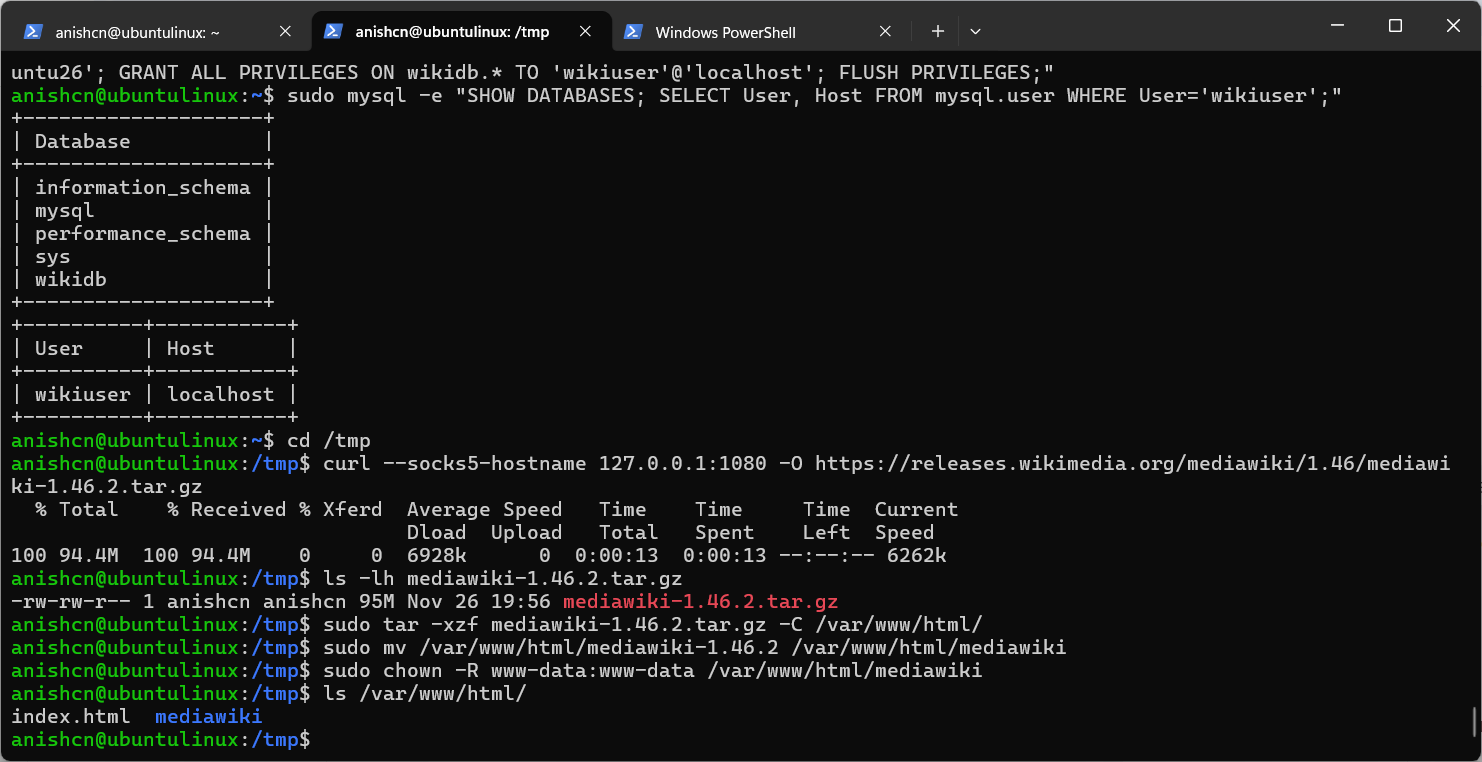 anishcn@ubuntulinux: ~
anishcn@ubuntulinux: /tmp
Windows PowerShell
untu26'; GRANT ALL PRIVILEGES ON wikidb.* TO 'wikiuser'@'localhost'; FLUSH PRIVILEGES;"
anishcn@ubuntulinux:~$ sudo mysql -e "SHOW DATABASES; SELECT User, Host FROM mysql.user WHERE User='wikiuser';"
+--------------------+
| Database           |
+--------------------+
| information_schema |
| mysql              |
| performance_schema |
| sys                |
| wikidb             |
+--------------------+
+----------+-----------+
| User     | Host      |
+----------+-----------+
| wikiuser | localhost |
+----------+-----------+
anishcn@ubuntulinux:~$ cd /tmp
anishcn@ubuntulinux:/tmp$ curl --socks5-hostname 127.0.0.1:1080 -O https://releases.wikimedia.org/mediawiki/1.46/mediawi
ki-1.46.2.tar.gz
  % Total    % Received % Xferd  Average Speed   Time    Time         Time  Current
                                 Dload  Upload   Total   Spent        Left  Speed
100 94.4M  100 94.4M    0     0  6928k      0  0:00:13  0:00:13 --:--:-- 6262k
anishcn@ubuntulinux:/tmp$ ls -lh mediawiki-1.46.2.tar.gz
-rw-rw-r-- 1 anishcn anishcn 95M Nov 26 19:56 mediawiki-1.46.2.tar.gz
anishcn@ubuntulinux:/tmp$ sudo tar -xzf mediawiki-1.46.2.tar.gz -C /var/www/html/
anishcn@ubuntulinux:/tmp$ sudo mv /var/www/html/mediawiki-1.46.2 /var/www/html/mediawiki
anishcn@ubuntulinux:/tmp$ sudo chown -R www-data:www-data /var/www/html/mediawiki
anishcn@ubuntulinux:/tmp$ ls /var/www/html/
index.html  mediawiki
anishcn@ubuntulinux:/tmp$